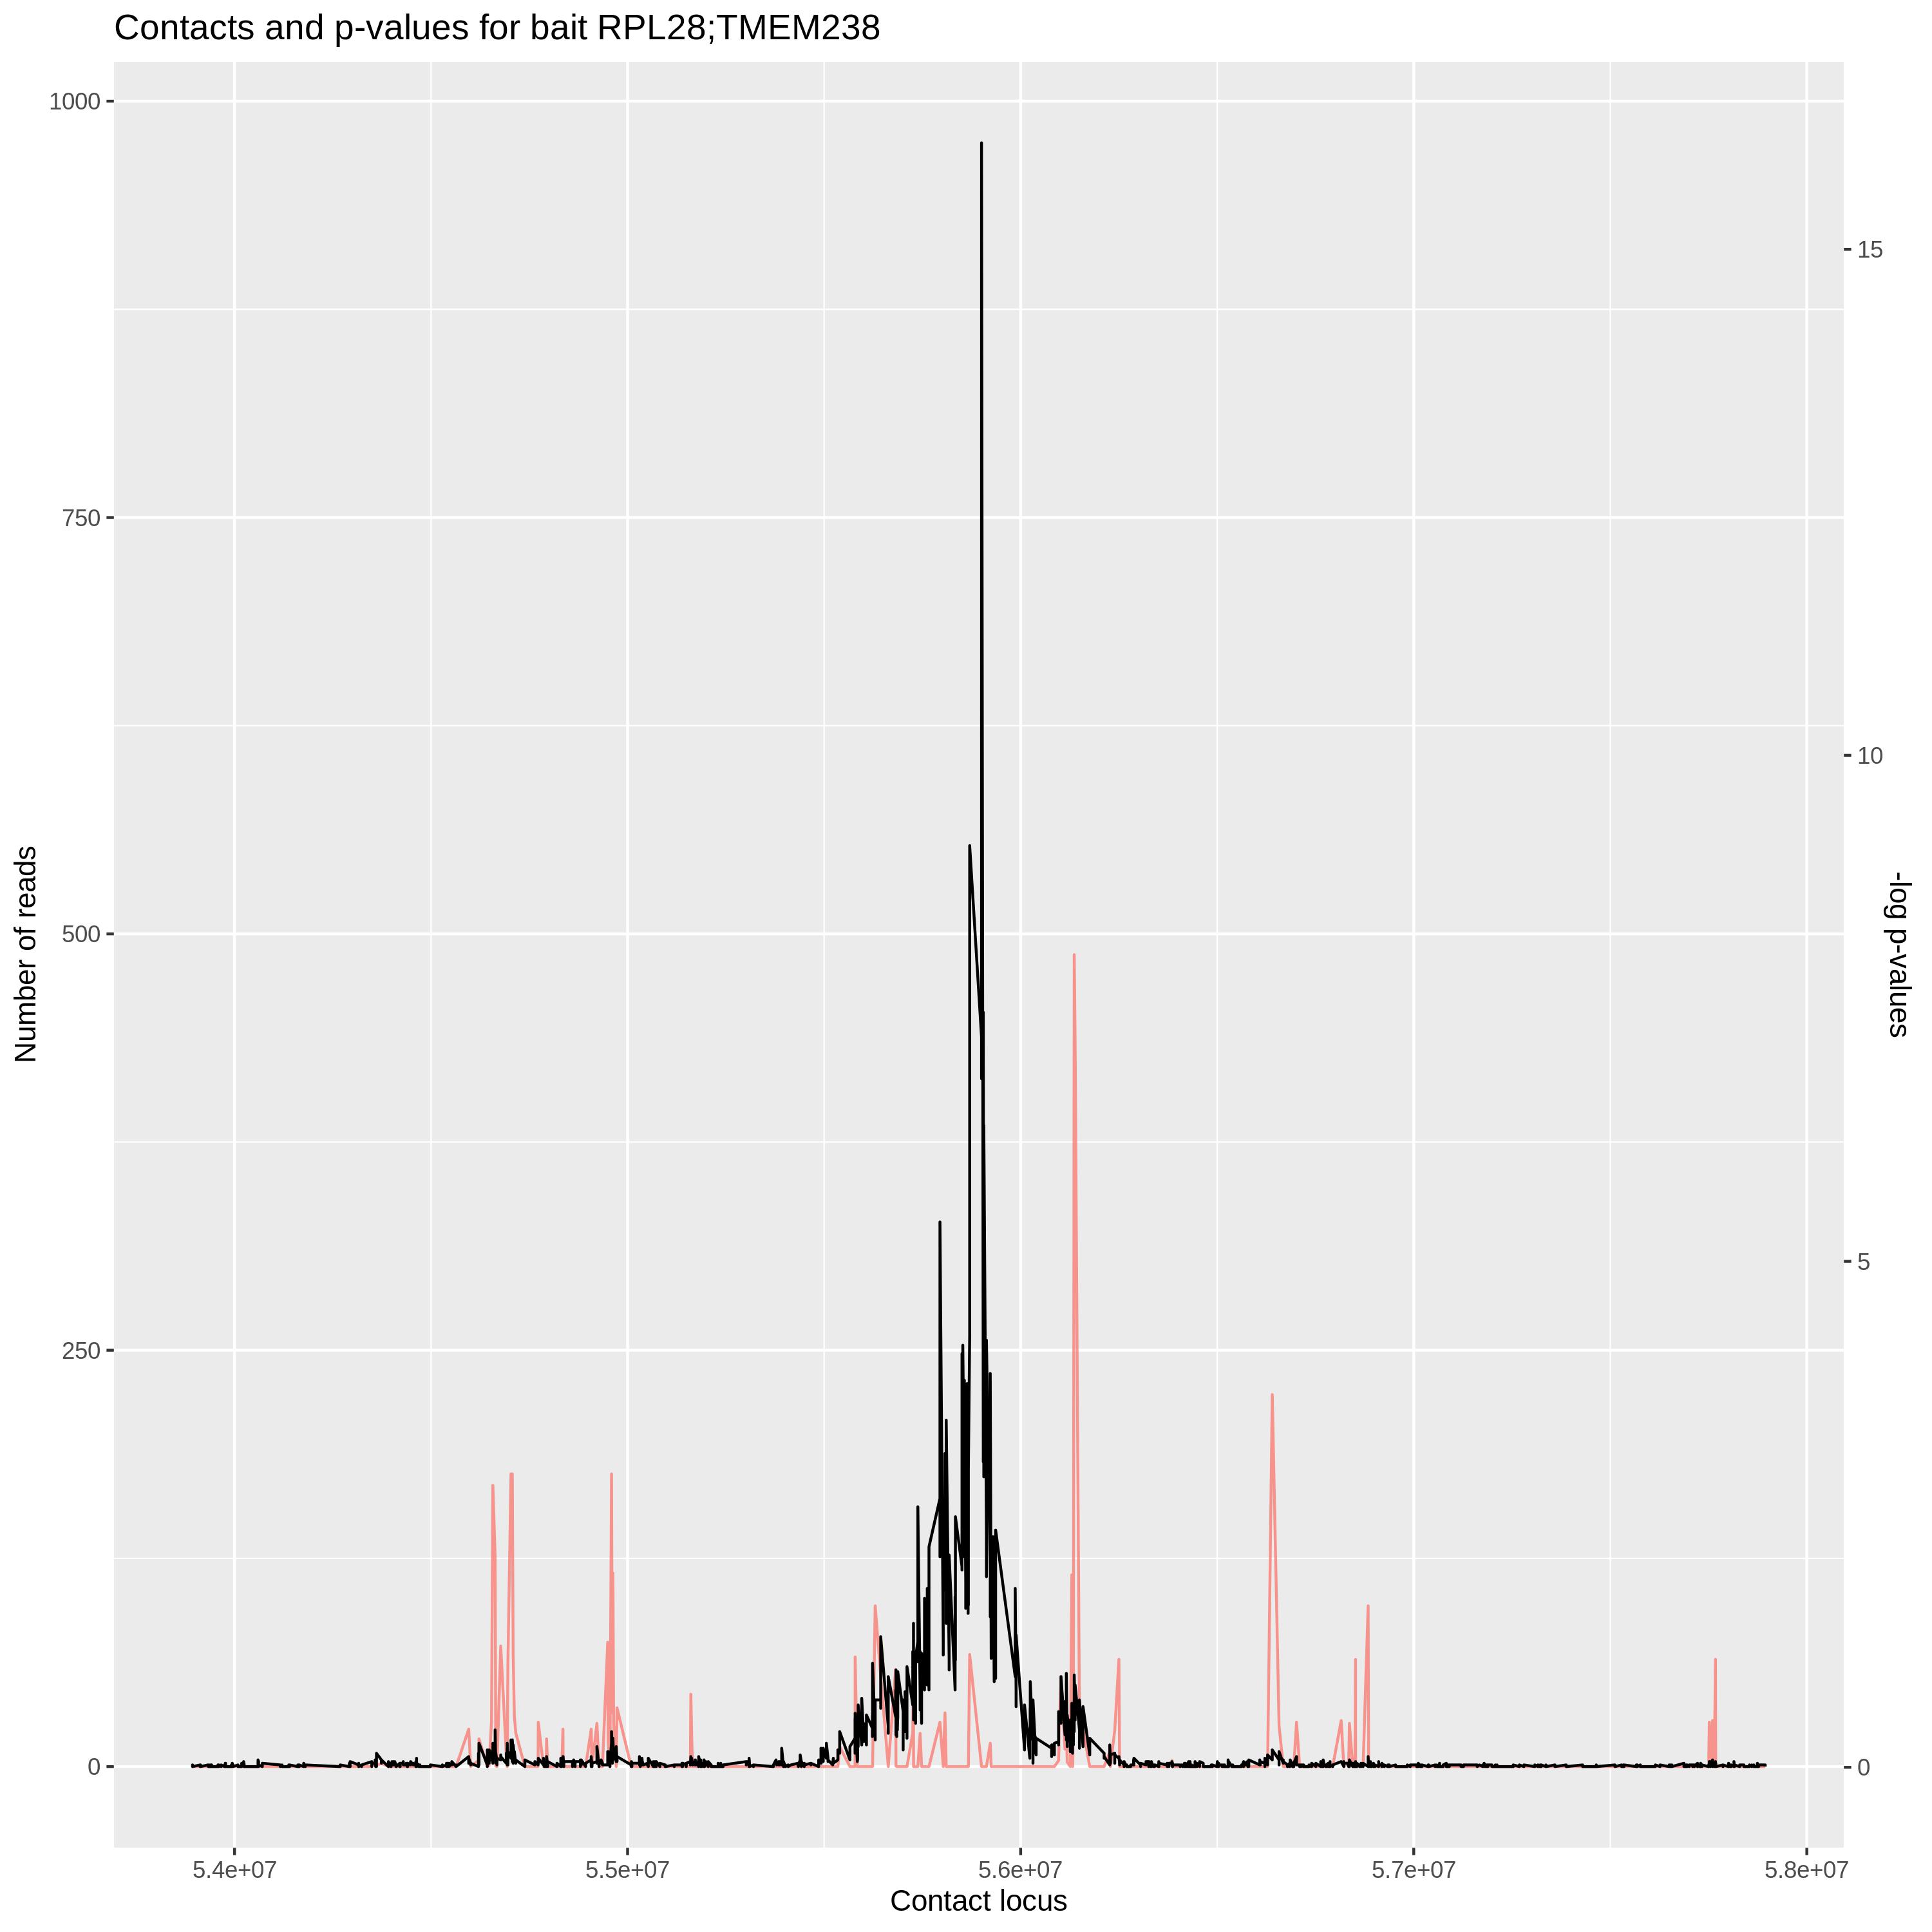 Contacts and p-values for bait RPL28;TMEM238
1000
750
500
250
0
Number of reads
15
10
5
0
-log p-values
5.4e+07
5.5e+07
5.6e+07
5.7e+07
5.8e+07
Contact locus